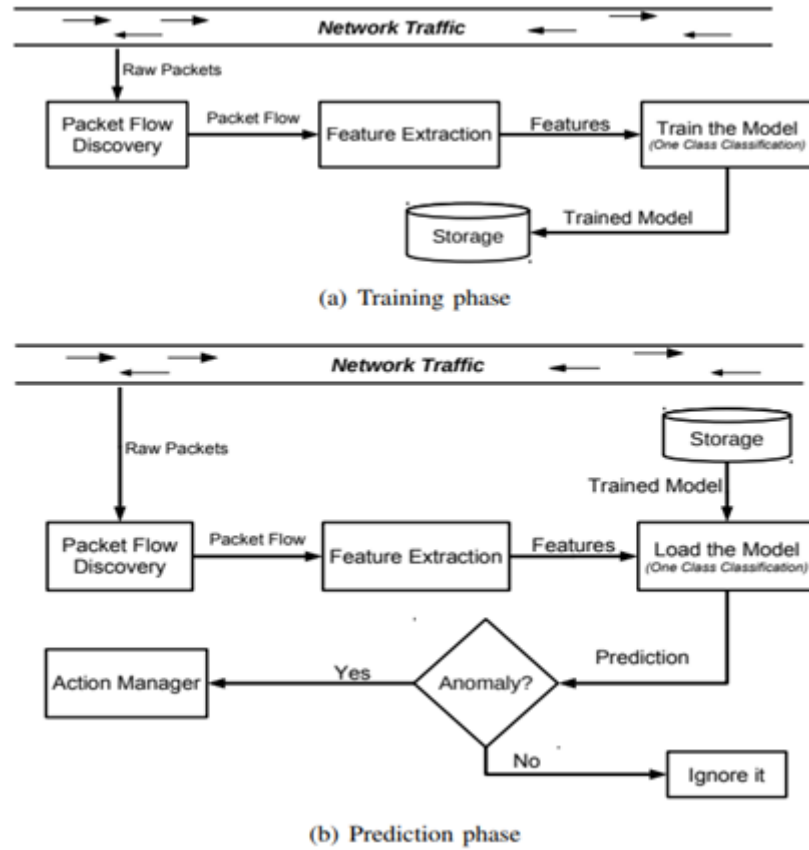 Network Traffic
Raw Packets
Packet Flow
Discovery
Packet Flow
Feature Extraction
Features
Train the Model
(One Class Classification)
Trained Model
Storage
(a) Training phase
Network Traffic
Raw Packets
Storage
Trained Model
Packet Flow
Discovery
Packet Flow
Feature Extraction
Features
Load the Model
(One Class Classification)
Prediction
Anomaly?
Yes
Action Manager
No
Ignore it
(b) Prediction phase